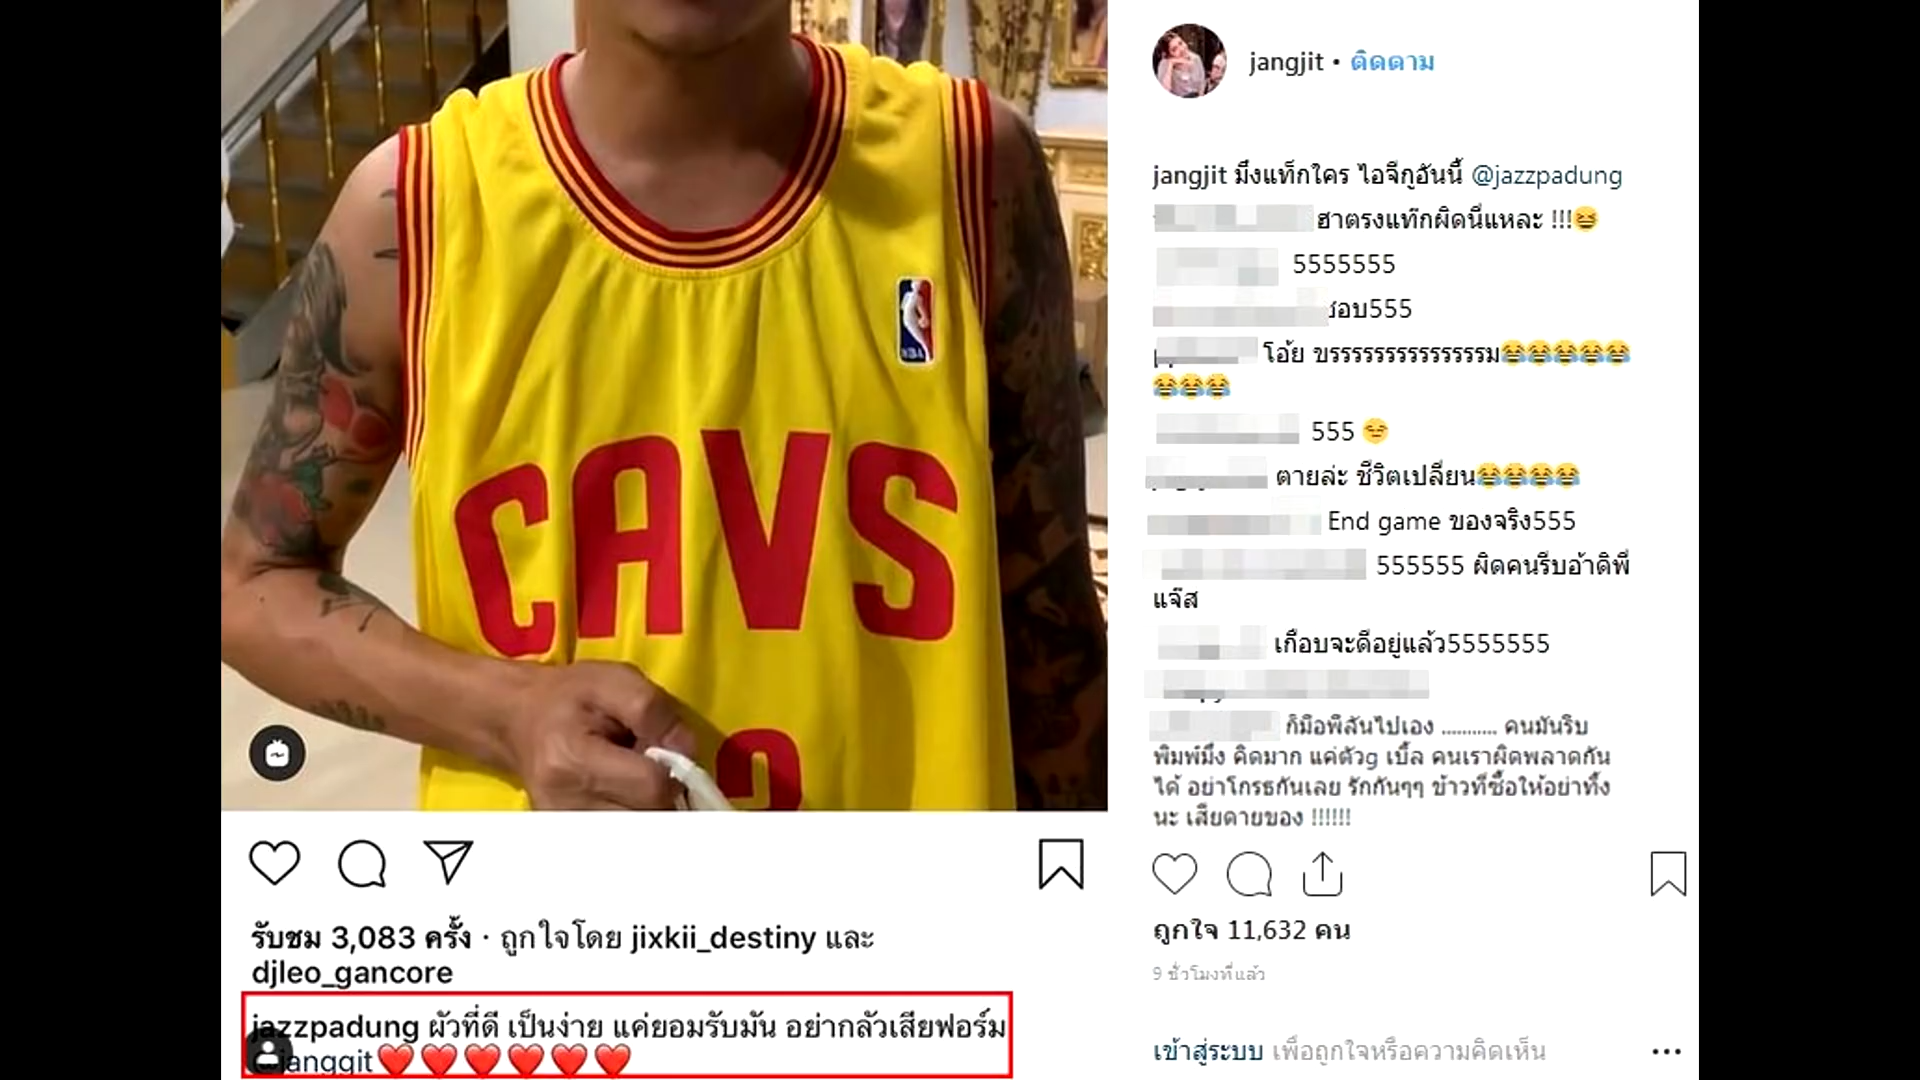 CAVS
NBA
2
รับชม 3,083 ครั้ง · ถูกใจโดย jixkii_destiny และ
djleo_gancore
jazzpadung ผัวที่ดี เป็นง่าย แค่ยอมรับมัน อย่ากลัวเสียฟอร์ม
@janggit❤️❤️❤️❤️❤️❤️
jangjit • ติดตาม
jangjit มึงแท็กใคร ไอจีกูอันนี้ @jazzpadung
ฮาตรงแท๊กผิดนี่แหละ !!!😆
5555555
ชอบ555
โอ้ย ขรรรรรรรรรรรรรรม😂😂😂😂😂
😂😂😂
555 😏
ตายล่ะ ชีวิตเปลี่ยน😂😂😂😂
End game ของจริง555
555555 ผิดคนรีบอ้าดิพี่
แจ๊ส
เกือบจะดีอยู่แล้ว5555555
ก็มือพี่ลั่นไปเอง ........... คนมันรีบ
พิมพ์มึง คิดมาก แค่ตัวg เบิ้ล คนเราผิดพลาดกัน
ได้ อย่าโกรธกันเลย รักกันๆๆ ข้าวที่ซื้อให้อย่าทิ้ง
นะ เสียดายของ !!!!!!
ถูกใจ 11,632 คน
9 ชั่วโมงที่แล้ว
เข้าสู่ระบบ เพื่อถูกใจหรือความคิดเห็น